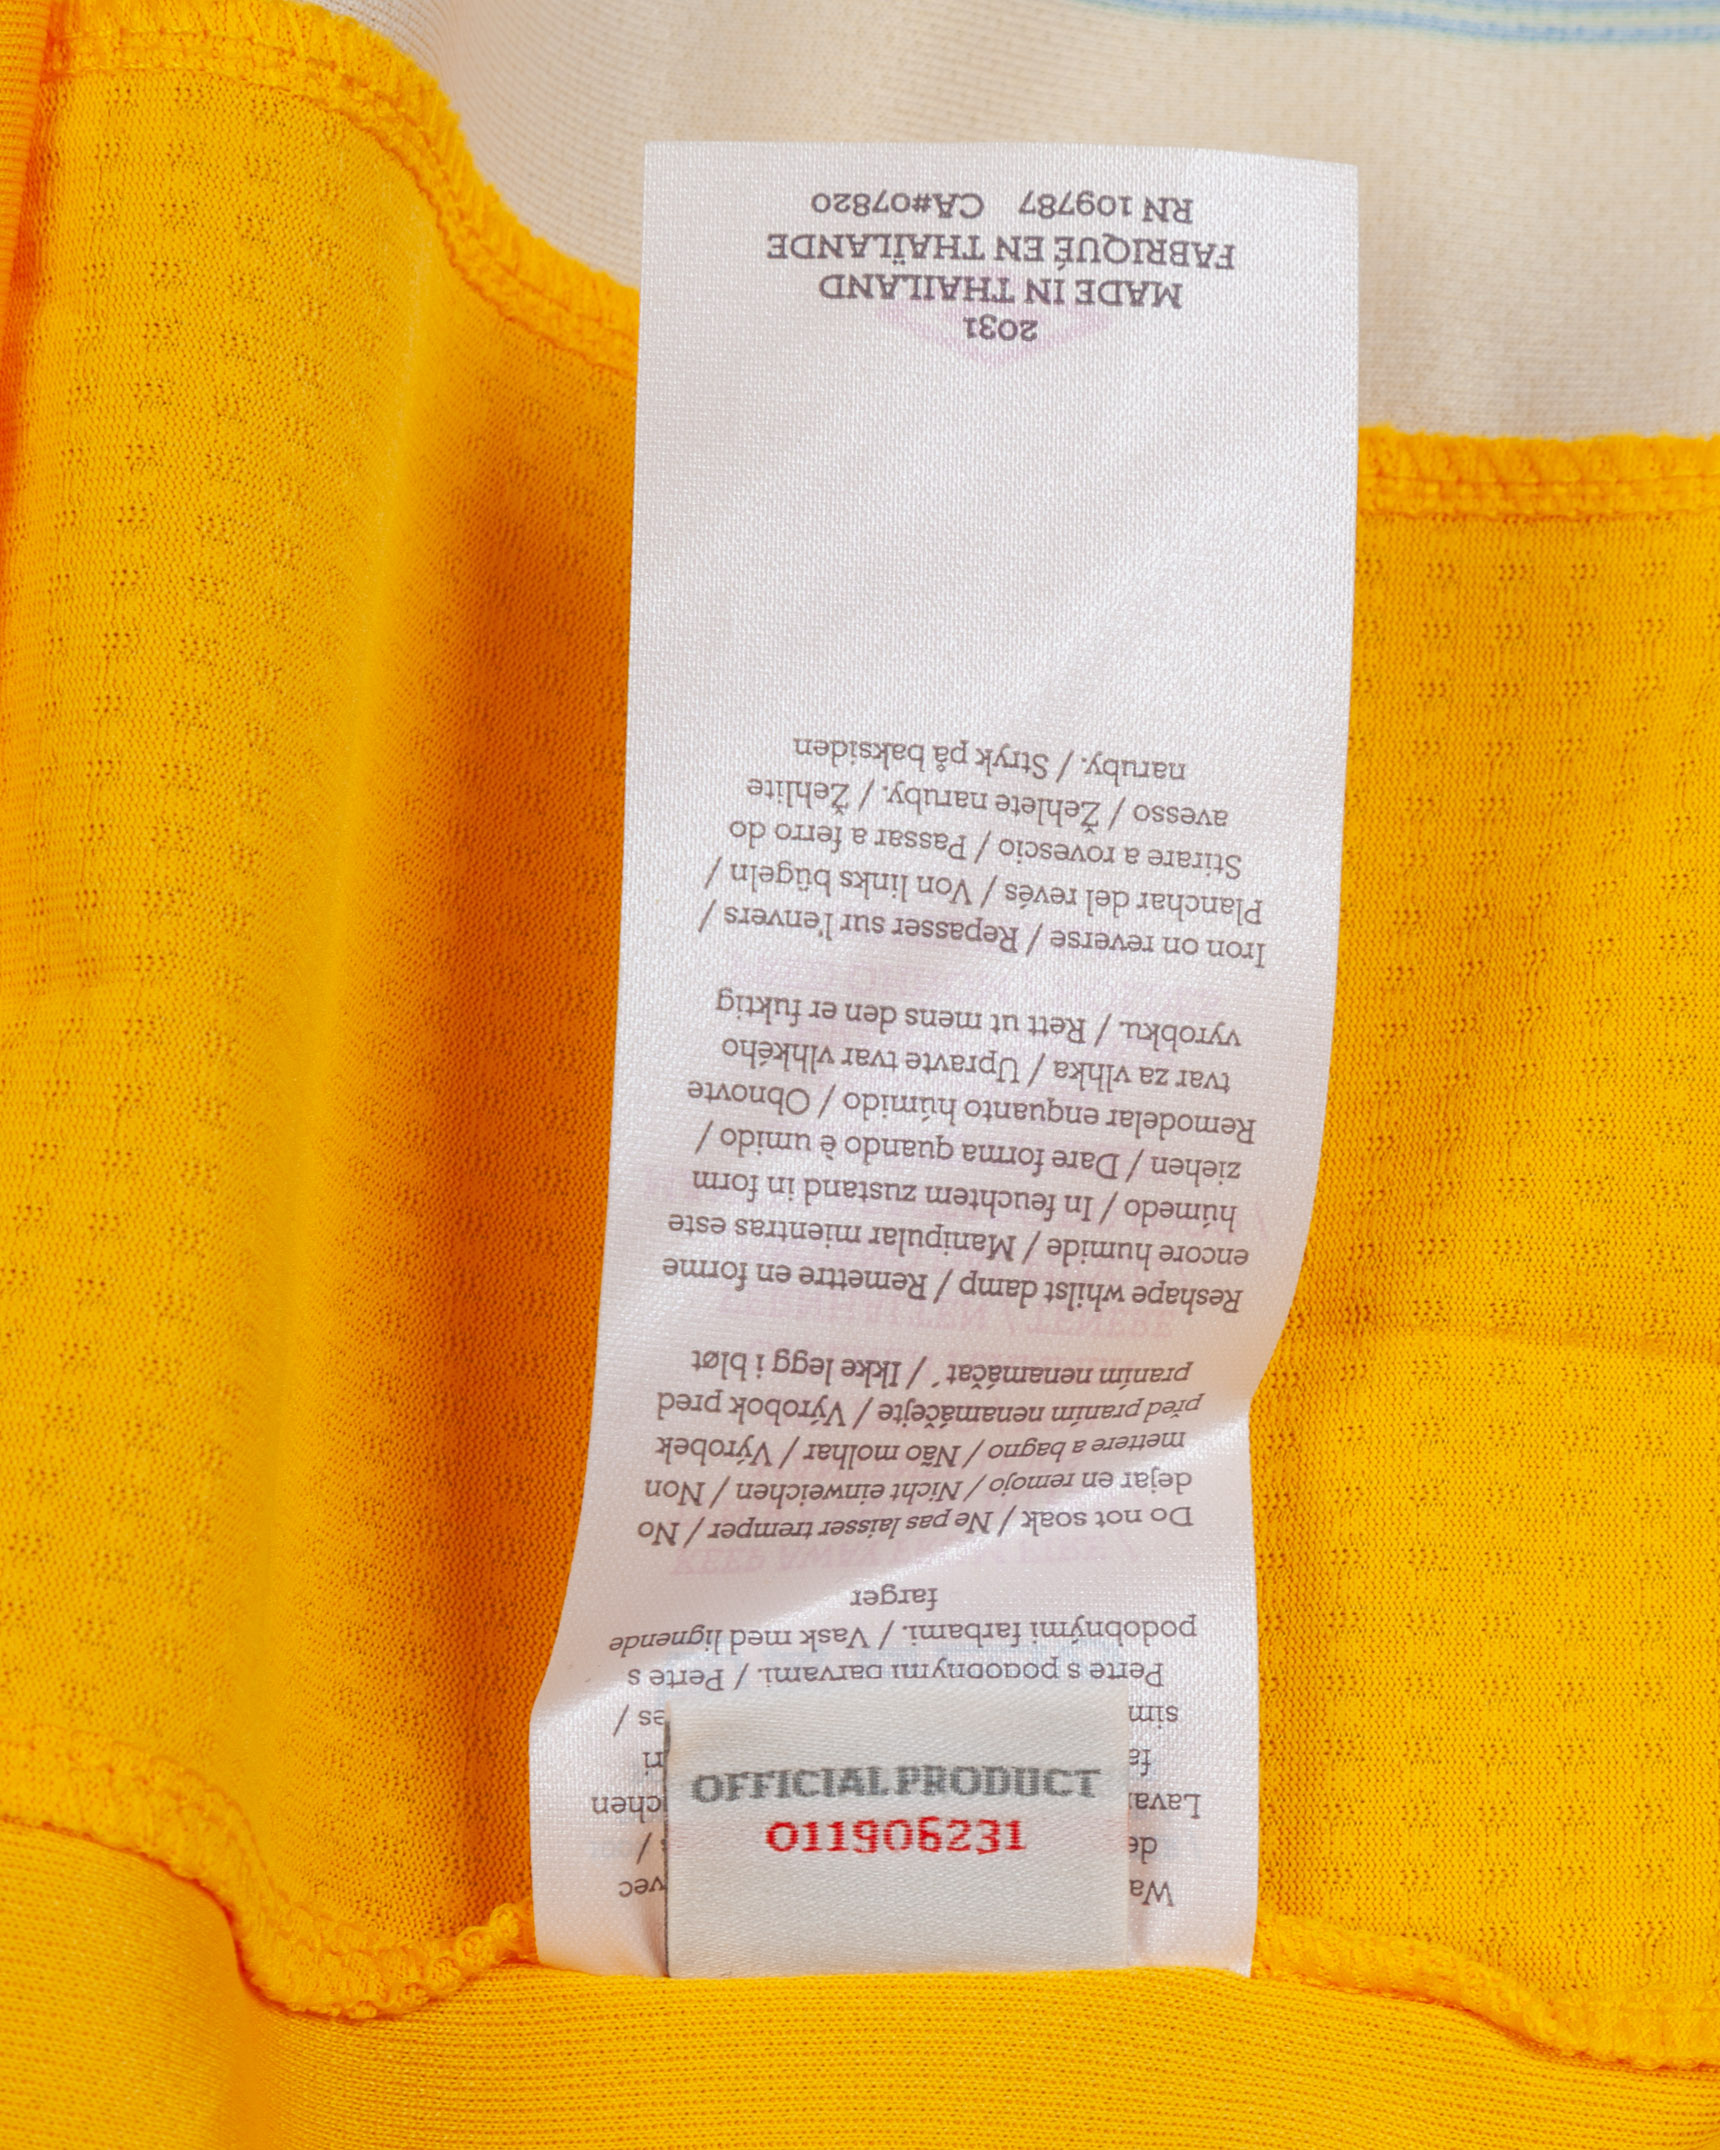 OFFICIAL PRODUCT
011906231
podobnými farbami. / Vask med lignende
farger
Do not soak / Ne pas laisser tremper / No
dejar en remojo / Nicht einweichen / Non
mettere a bagno / Não molhar / Výrobek
před praním nenamáčejte / Výrobok pred
praním nenamáčat´ / Ikke legg i bløt
Reshape whilst damp / Remettre en forme
encore humide / Manipular mientras este
húmedo / In feuchtem zustand in form
ziehen / Dare forma quando è umido /
Remodelar enquanto húmido / Obnovte
tvar za vlhka / Upravte tvar vlhkého
vyrobku. / Rett ut mens den er fuktig
Iron on reverse / Repasser sur l'envers /
Planchar del revés / Von links bügeln /
Stirare a rovescio / Passar a ferro do
avesso / Žehlete naruby. / Žehlite
naruby. / Stryk på baksiden
2031
MADE IN THAILAND
FABRIQUÉ EN THAÏLANDE
RN 109787 CA#07820